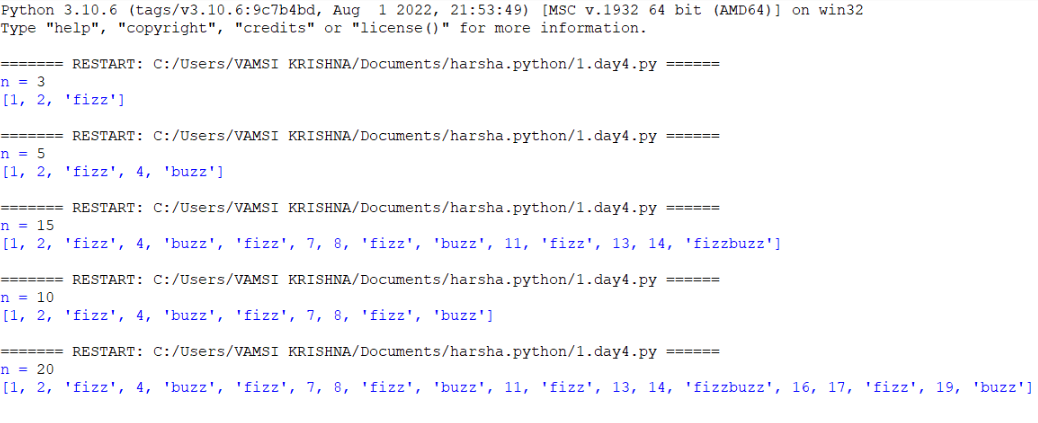 Python 3.10.6 (tags/v3.10.6:9c7b4bd, Aug  1 2022, 21:53:49) [MSC v.1932 64 bit (AMD64)] on win32
Type "help", "copyright", "credits" or "license()" for more information.
======= RESTART: C:/Users/VAMSI KRISHNA/Documents/harsha.python/1.day4.py ======
n = 3
[1, 2, 'fizz']
======= RESTART: C:/Users/VAMSI KRISHNA/Documents/harsha.python/1.day4.py ======
n = 5
[1, 2, 'fizz', 4, 'buzz']
======= RESTART: C:/Users/VAMSI KRISHNA/Documents/harsha.python/1.day4.py ======
n = 15
[1, 2, 'fizz', 4, 'buzz', 'fizz', 7, 8, 'fizz', 'buzz', 11, 'fizz', 13, 14, 'fizzbuzz']
======= RESTART: C:/Users/VAMSI KRISHNA/Documents/harsha.python/1.day4.py ======
n = 10
[1, 2, 'fizz', 4, 'buzz', 'fizz', 7, 8, 'fizz', 'buzz']
======= RESTART: C:/Users/VAMSI KRISHNA/Documents/harsha.python/1.day4.py ======
n = 20
[1, 2, 'fizz', 4, 'buzz', 'fizz', 7, 8, 'fizz', 'buzz', 11, 'fizz', 13, 14, 'fizzbuzz', 16, 17, 'fizz', 19, 'buzz']